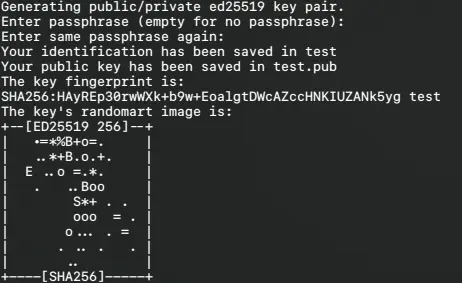 Generating public/private ed25519 key pair.
Enter passphrase (empty for no passphrase):
Enter same passphrase again:
Your identification has been saved in test
Your public key has been saved in test.pub
The key fingerprint is:
SHA256:HAyREp30rwWXk+b9w+EoalgtDWcAZccHNKIUZANk5yg test
The key's randomart image is:
+--[ED25519 256]--+
|   .=*%B+o=.     |
|   ..*+B.o.+.    |
|  E ..o =.*.     |
|   .   ..Boo     |
|        S*+ . .  |
|        ooo  = . |
|       o... . =  |
|      . .. .   . |
|       ..        |
+----[SHA256]-----+